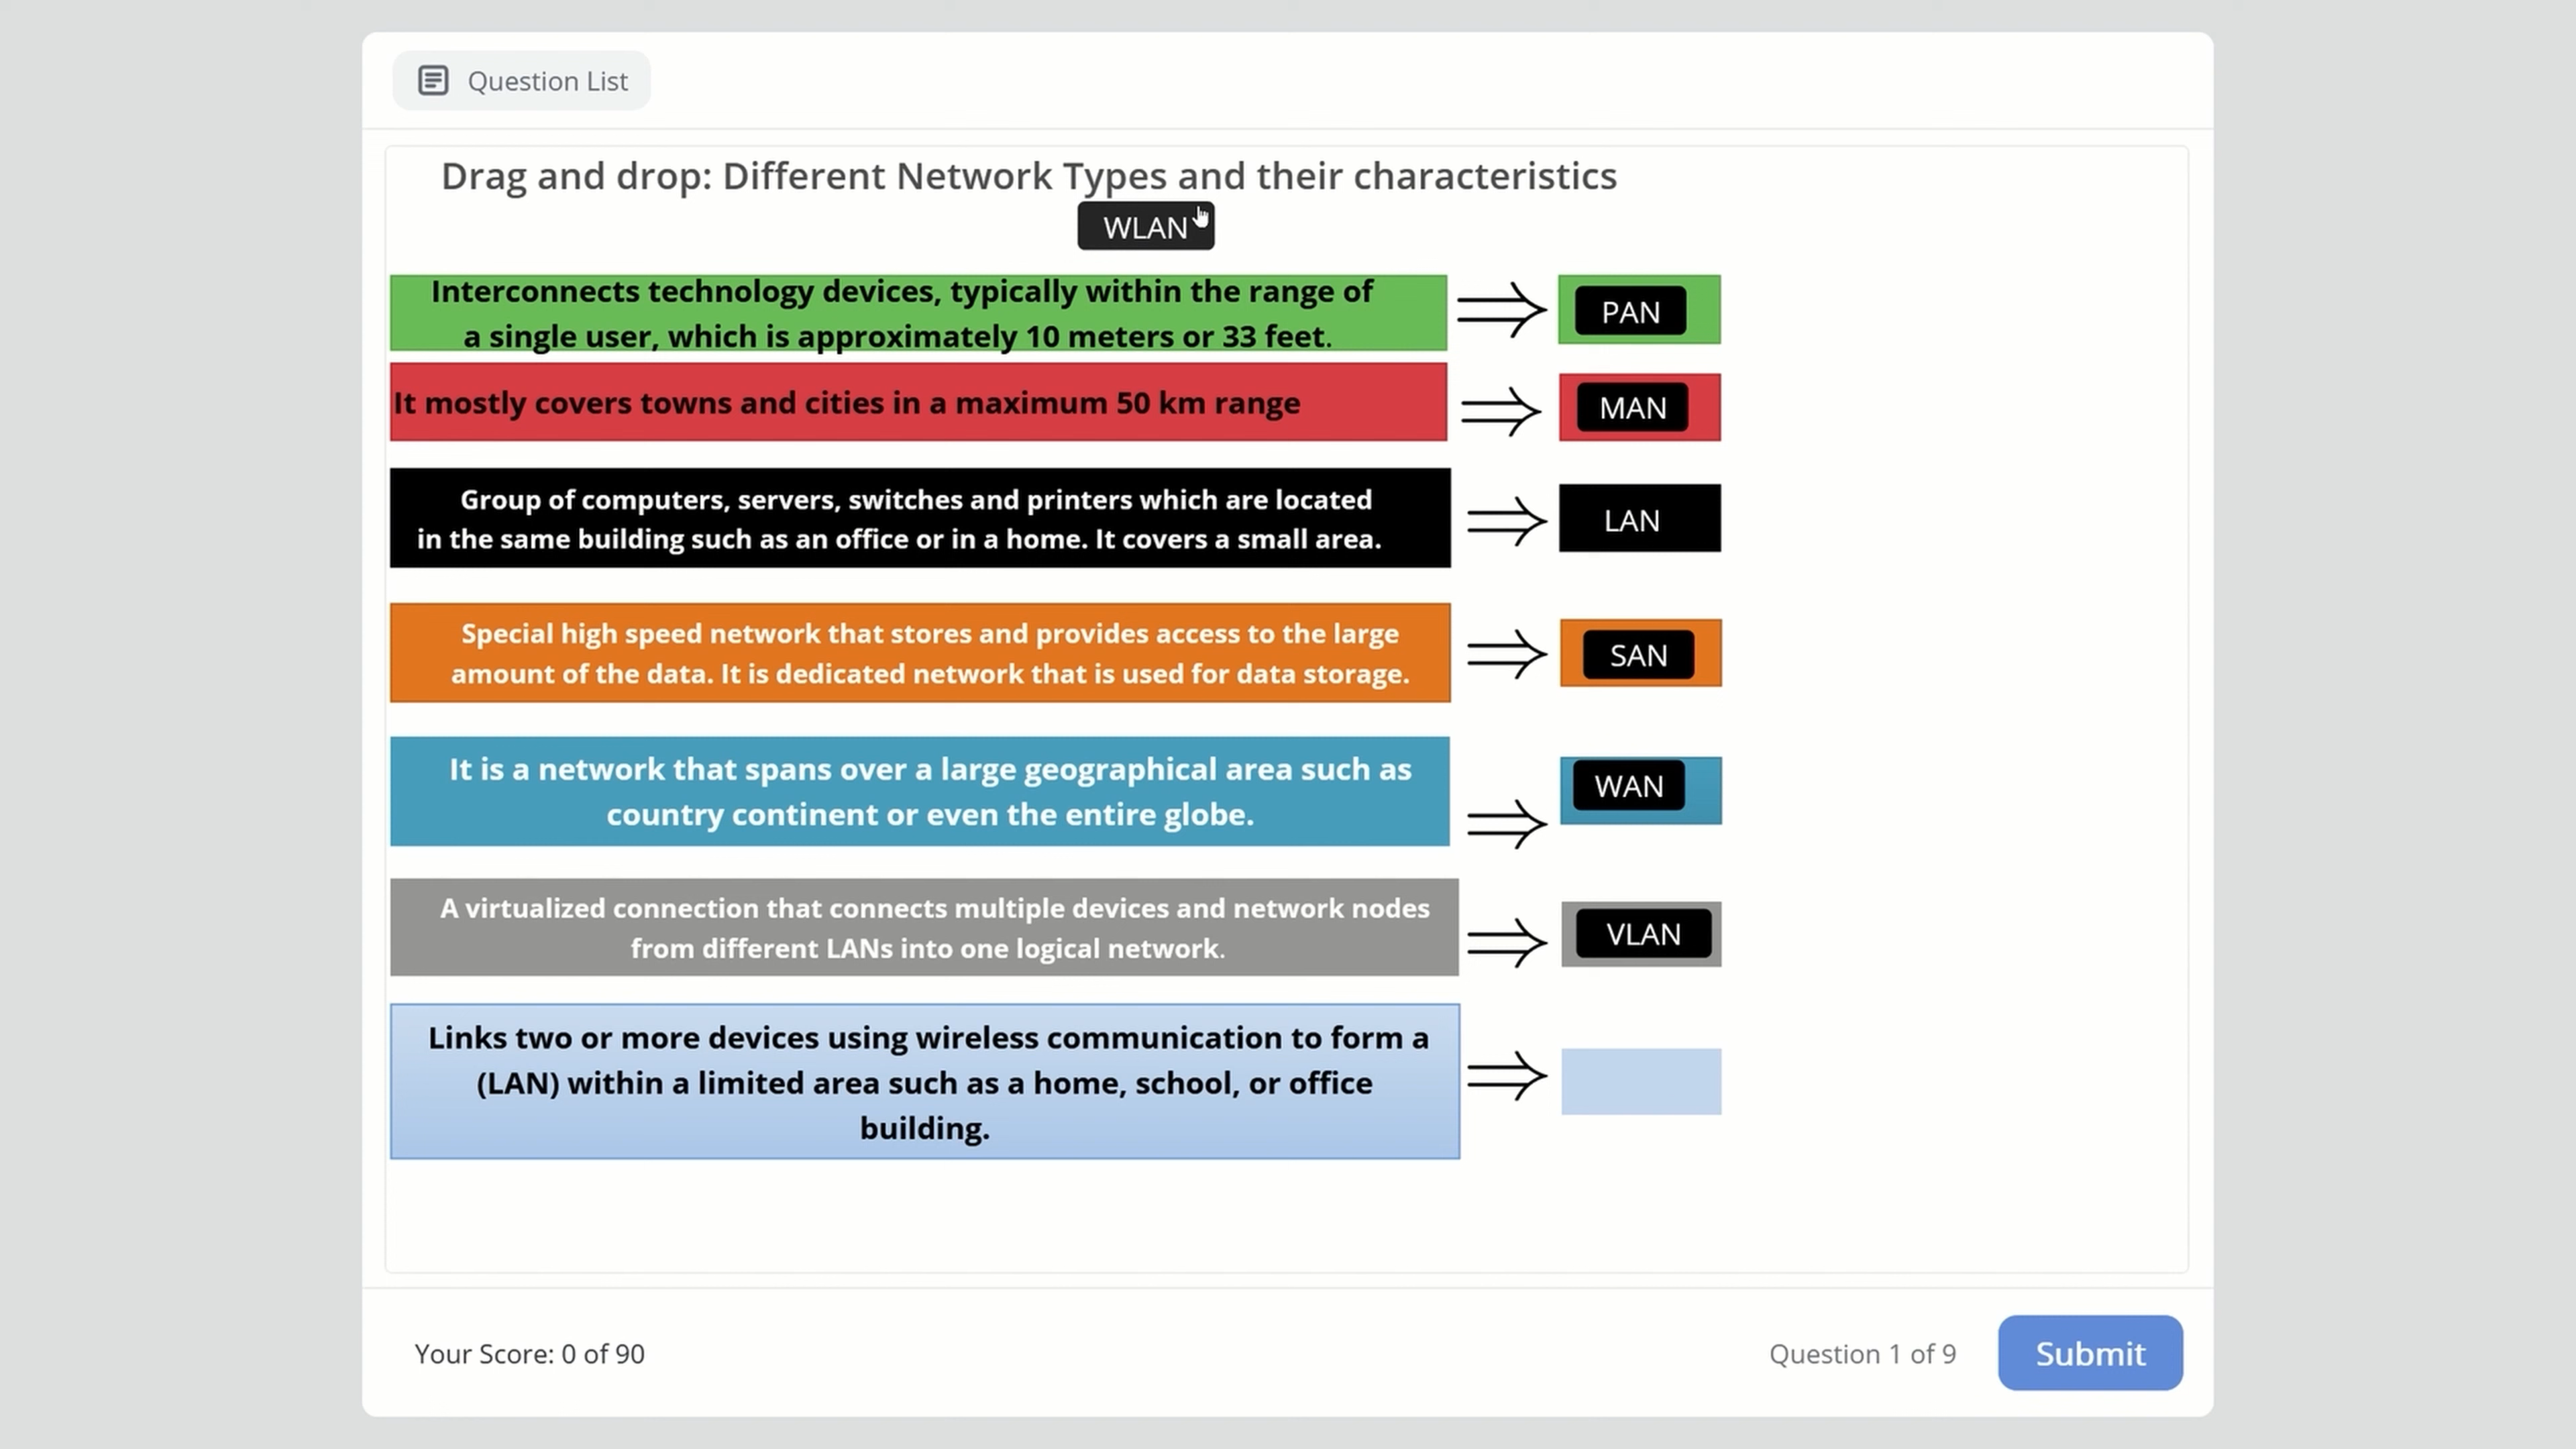 Question List
Drag and drop: Different Network Types and their characteristics
WLAN
Interconnects technology devices, typically within the range of
a single user, which is approximately 10 meters or 33 feet.
PAN
It mostly covers towns and cities in a maximum 50 km range
MAN
Group of computers, servers, switches and printers which are located
in the same building such as an office or in a home. It covers a small area.
LAN
Special high speed network that stores and provides access to the large
amount of the data. It is dedicated network that is used for data storage.
SAN
It is a network that spans over a large geographical area such as
country continent or even the entire globe.
WAN
A virtualized connection that connects multiple devices and network nodes
from different LANs into one logical network.
VLAN
Links two or more devices using wireless communication to form a
(LAN) within a limited area such as a home, school, or office
building.
Your Score: 0 of 90
Question 1 of 9
Submit